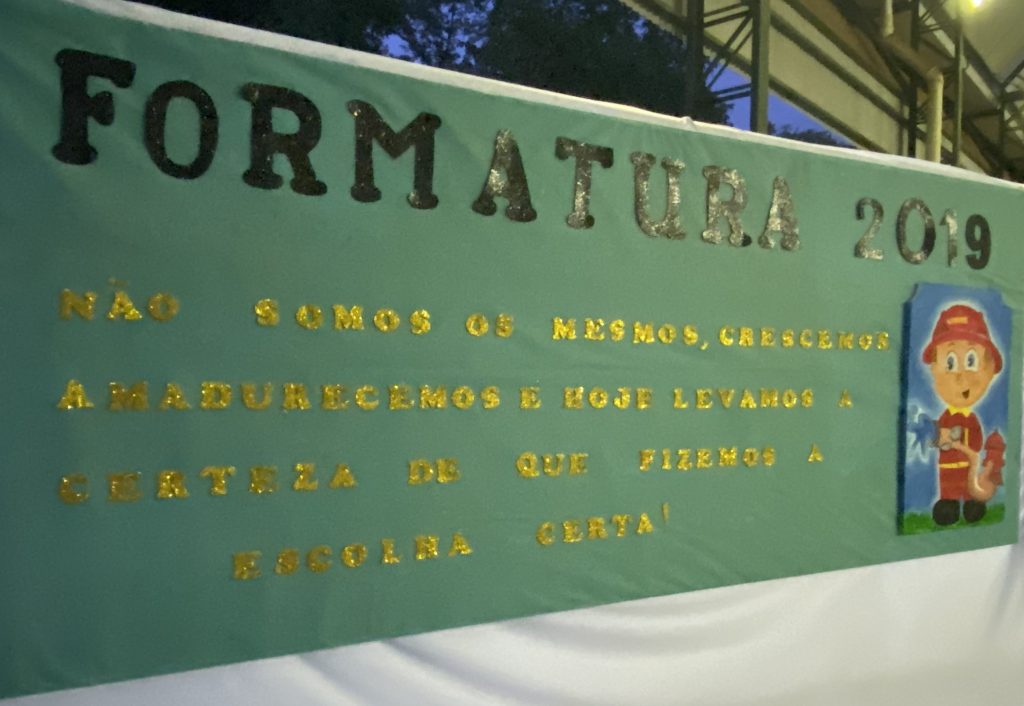 FORMATURA 2019
NÃO SOMOS OS MESMOS, CRESCEMOS
AMADURECEMOS E HOJE LEVAMOS A
CERTEZA DE QUE FIZEMOS A
ESCOLHA CERTA!